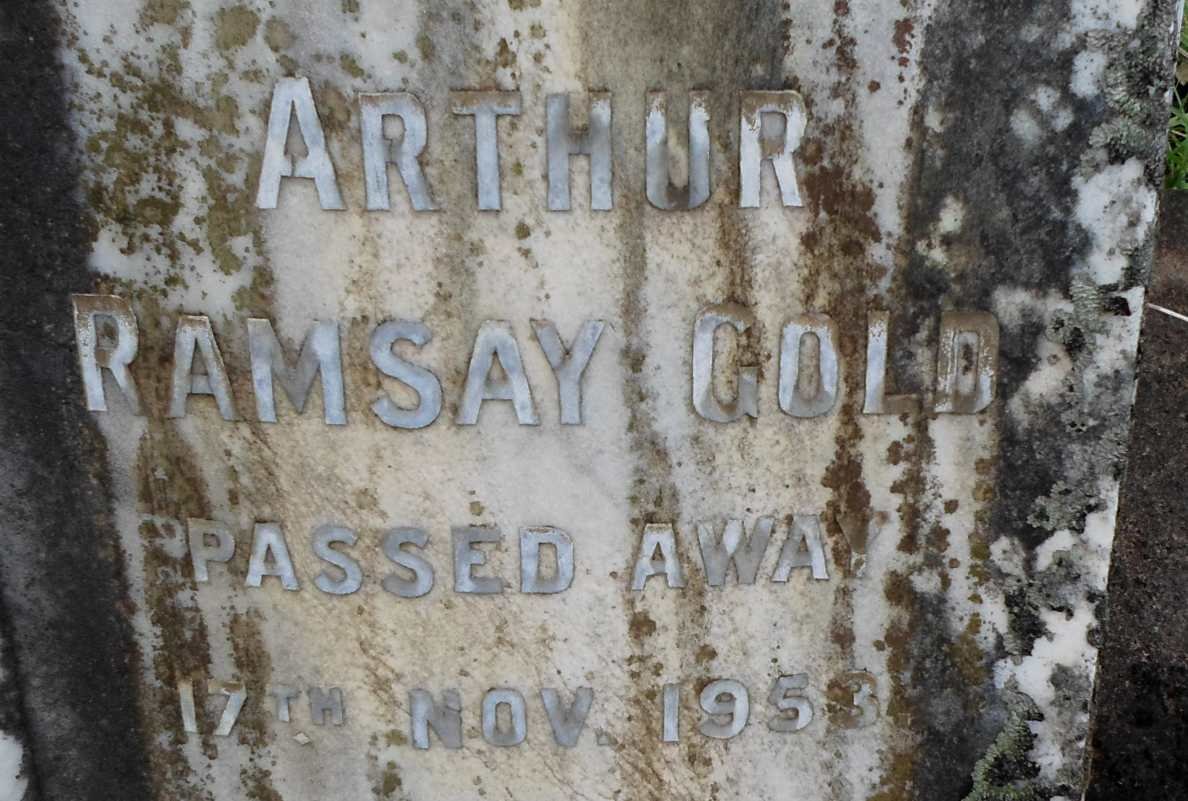 ARTHUR
RAMSAY GOLD
PASSED AWAY
17TH NOV. 1953